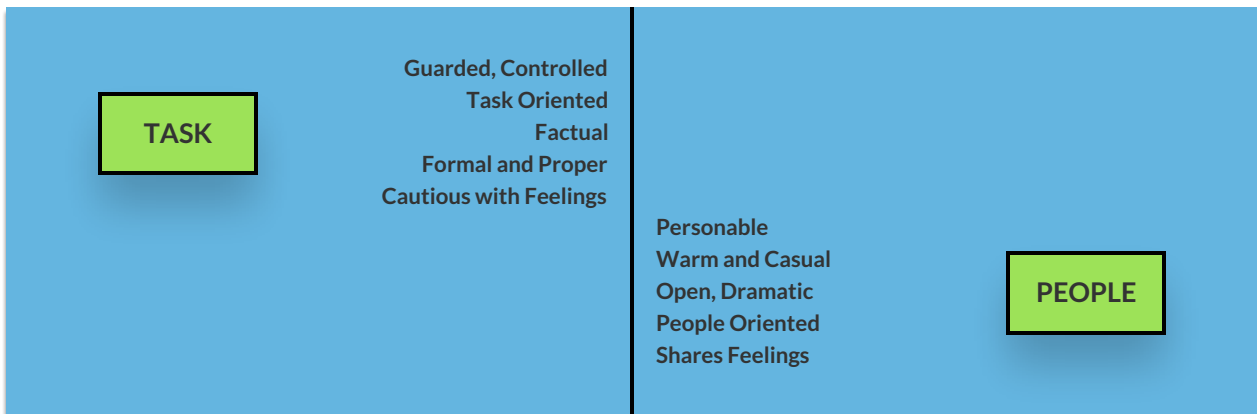 TASK
Guarded, Controlled
Task Oriented
Factual
Formal and Proper
Cautious with Feelings
Personable
Warm and Casual
Open, Dramatic
People Oriented
Shares Feelings
PEOPLE